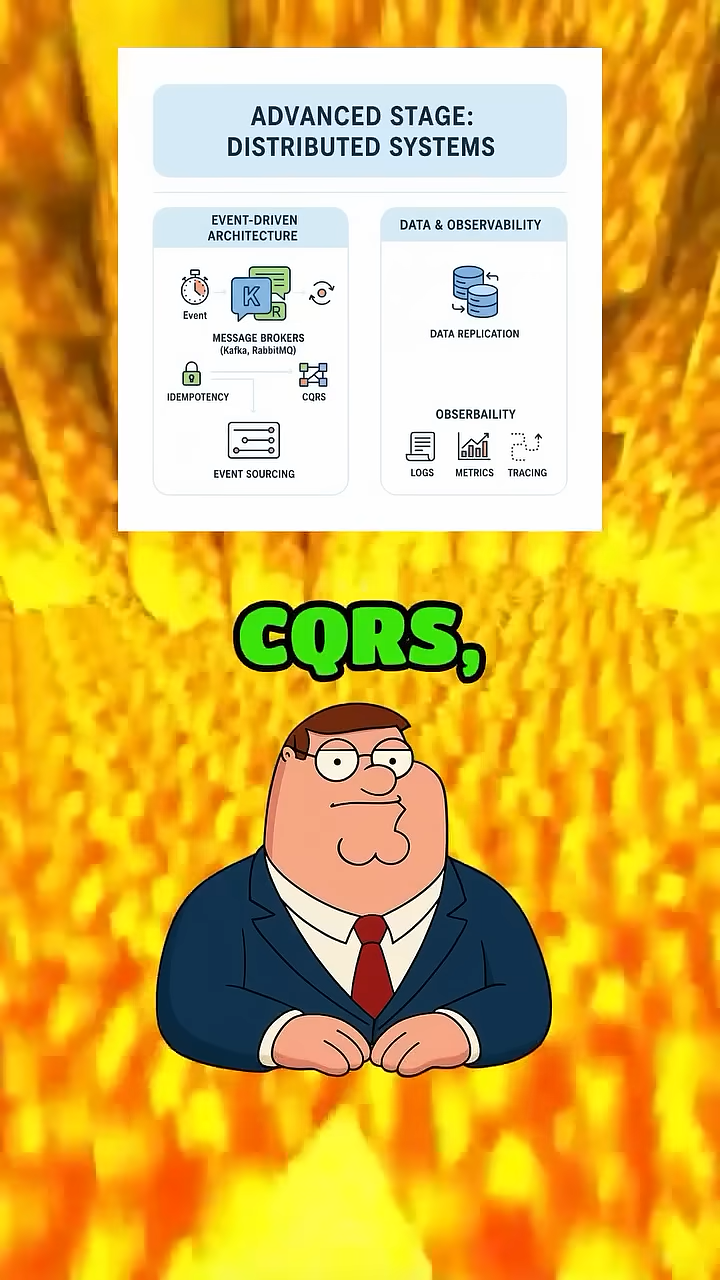 ADVANCED STAGE:
DISTRIBUTED SYSTEMS
EVENT-DRIVEN
ARCHITECTURE
Event
K
R
MESSAGE BROKERS
(Kafka, RabbitMQ)
IDEMPOTENCY
CQRS
EVENT SOURCING
DATA & OBSERVABILITY
DATA REPLICATION
OBSERBAILITY
LOGS
METRICS
TRACING
CQRS,